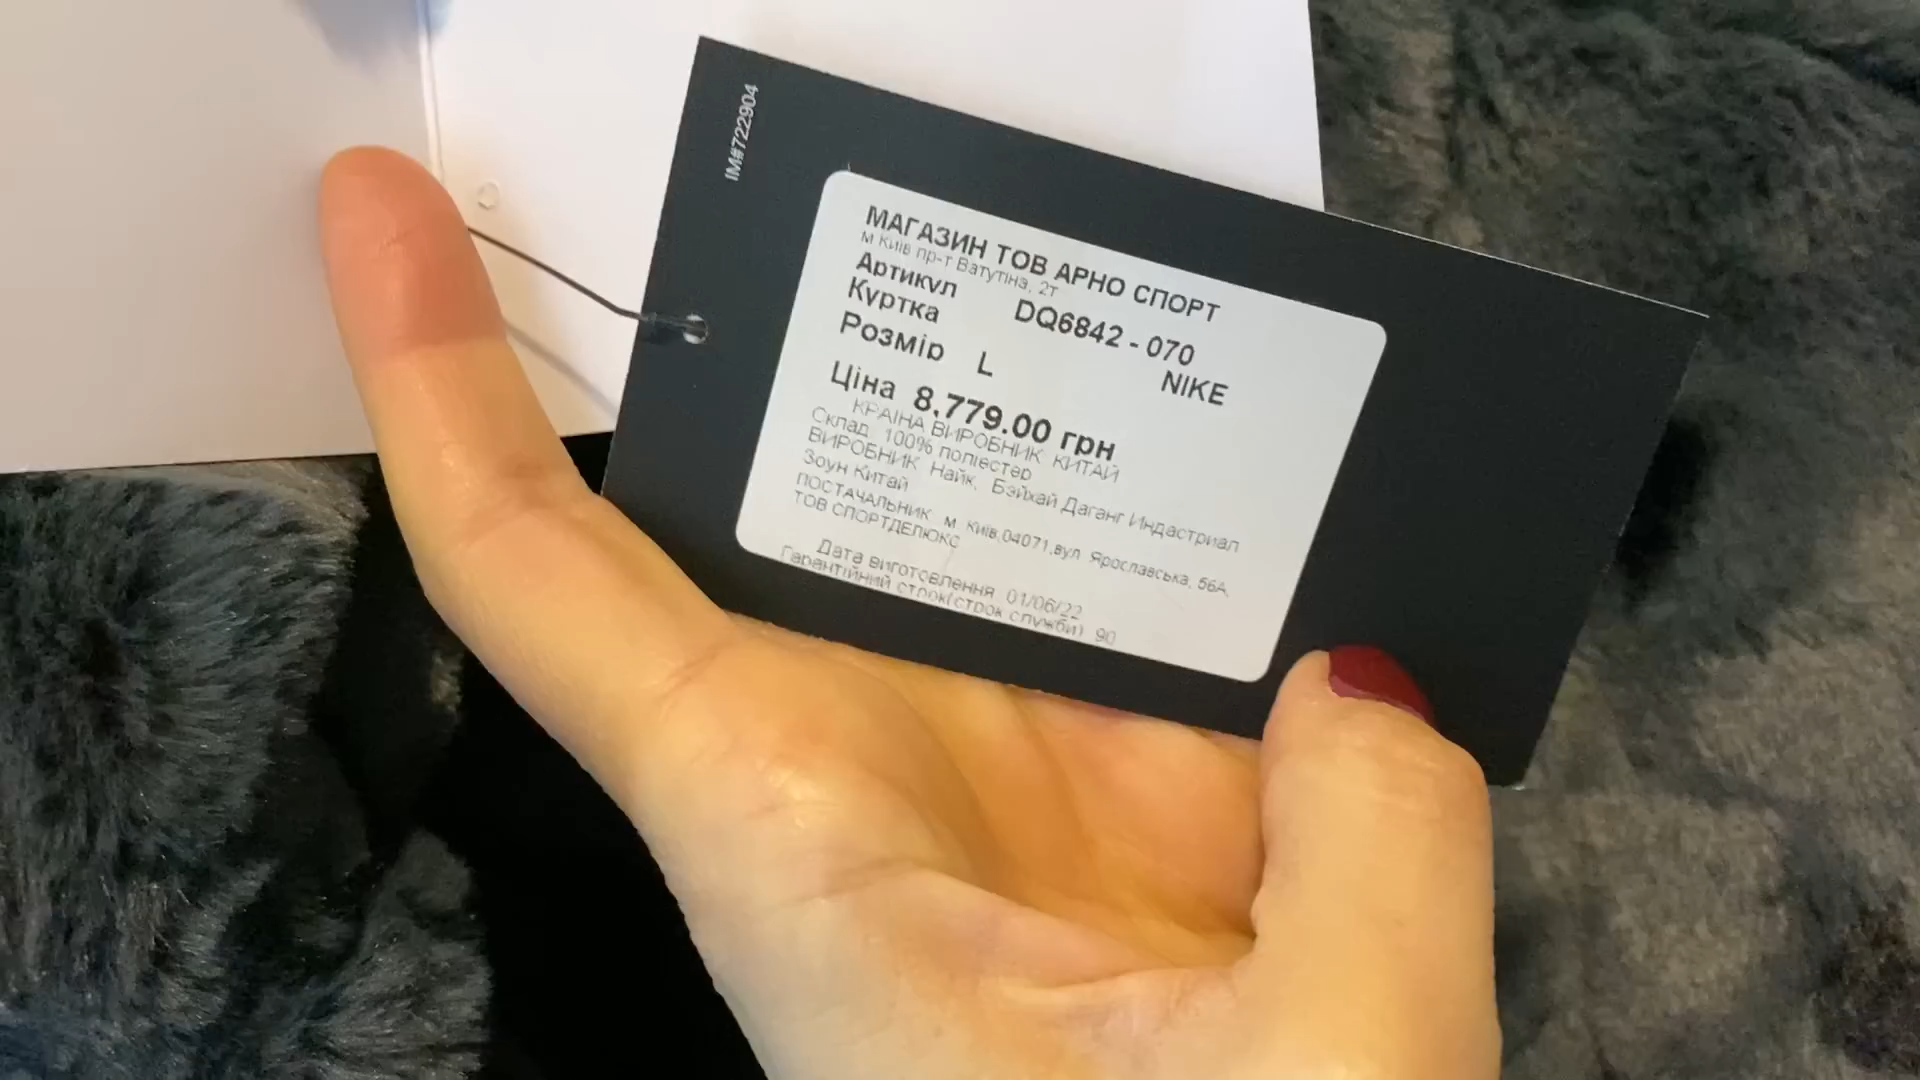 IM#722904
МАГАЗИН ТОВ АРНО СПОРТ
м Київ пр-т Ватутіна, 2т
Артикул DQ6842 - 070
Куртка NIKE
Розмір L
Ціна 8.779.00 грн
КРАІНА ВИРОБНИК КИТАЙ
Склад 100% поліестер
ВИРОБНИК Найк, Бэйхай Даганг Индастриал
Зоун Китай
ПОСТАЧАЛЬНИК м Київ,04071,вул Ярославська, 56А,
ТОВ СПОРТДЕЛЮКС
Дата виготовлення 01/06/22
Гарантійний строк(строк служби) 90